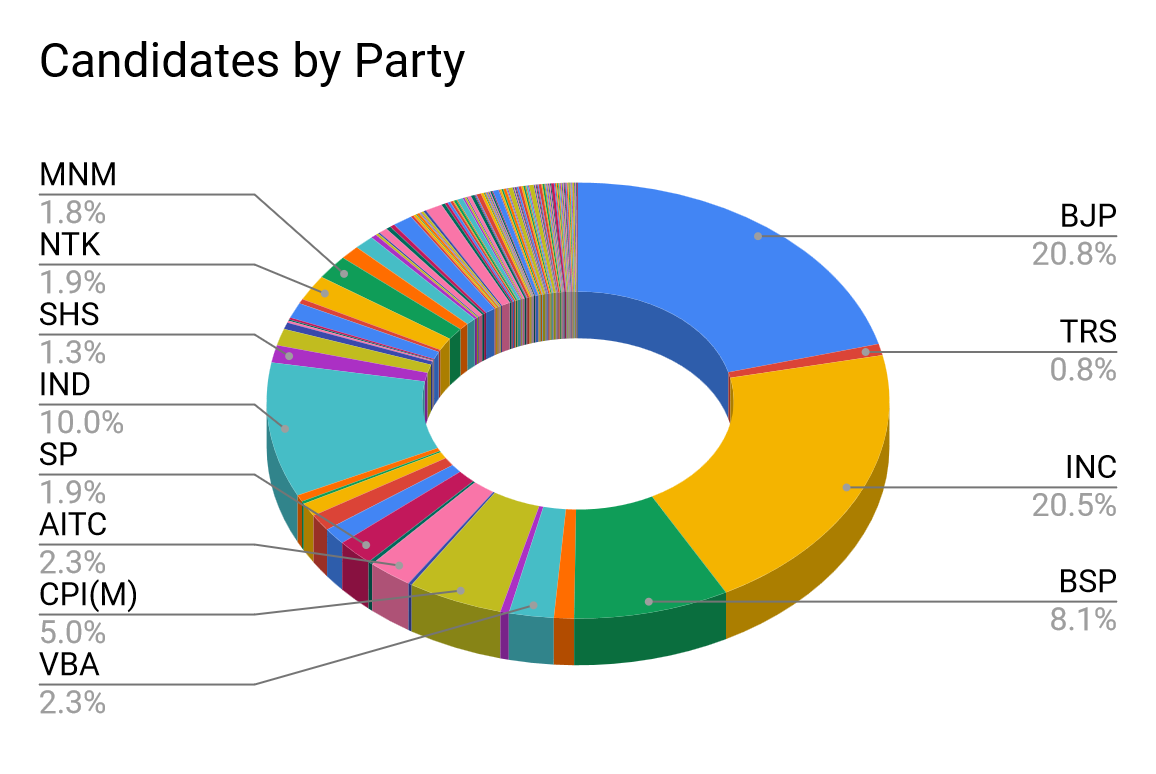 Candidates by Party
MNM
1.8%
NTK
1.9%
SHS
1.3%
IND
10.0%
SP
1.9%
AITC
2.3%
CPI(M)
5.0%
VBA
2.3%
BJP
20.8%
TRS
0.8%
INC
20.5%
BSP
8.1%